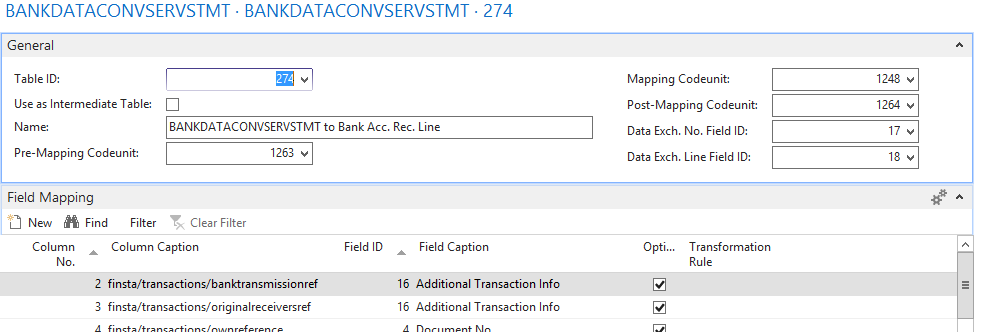 BANKDATACONVSERVSTMT · BANKDATACONVSERVSTMT · 274
General
Table ID: 274
Mapping Codeunit: 1248
Use as Intermediate Table:
Post-Mapping Codeunit: 1264
Name: BANKDATACONVSERVSTMT to Bank Acc. Rec. Line
Data Exch. No. Field ID: 17
Pre-Mapping Codeunit: 1263
Data Exch. Line Field ID: 18
Field Mapping
New Find Filter Clear Filter
Column No. Column Caption Field ID Field Caption Opti... Transformation Rule
2 finsta/transactions/banktransmissionref 16 Additional Transaction Info
3 finsta/transactions/originalreceiversref 16 Additional Transaction Info
4 finsta/transactions/ownreference 4 Document No.